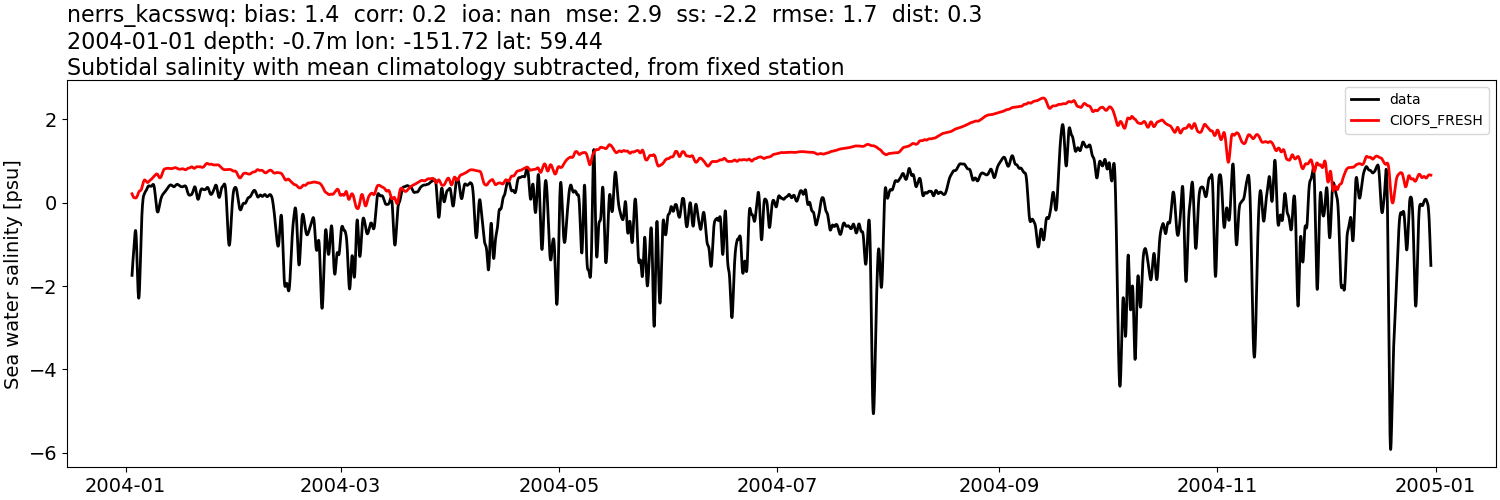 nerrs_kacsswq: bias: 1.4  corr: 0.2  ioa: nan  mse: 2.9  ss: -2.2  rmse: 1.7  dist: 0.3
2004-01-01 depth: -0.7m lon: -151.72 lat: 59.44
Subtidal salinity with mean climatology subtracted, from fixed station
data
CIOFS_FRESH
Sea water salinity [psu]
2
0
−2
−4
−6
2004-01
2004-03
2004-05
2004-07
2004-09
2004-11
2005-01